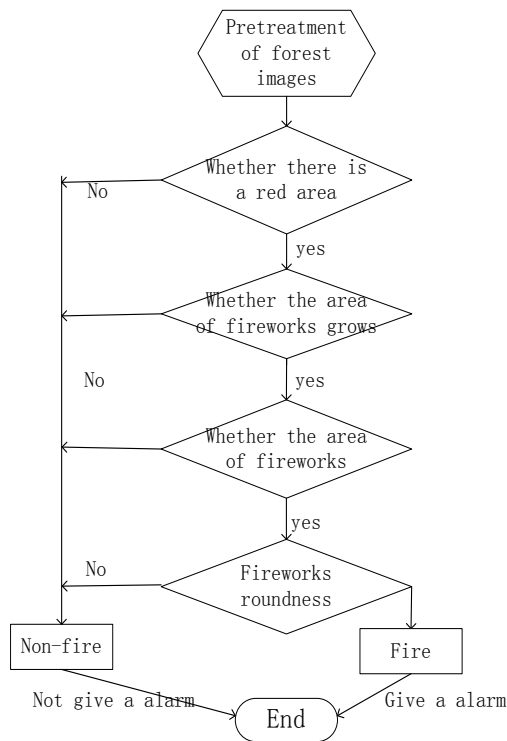 Pretreatment
of forest
images
Whether there is
a red area
No
yes
Whether the area
of fireworks grows
No
yes
Whether the area
of fireworks
yes
No
Fireworks
roundness
Non-fire
Fire
Not give a alarm
Give a alarm
End